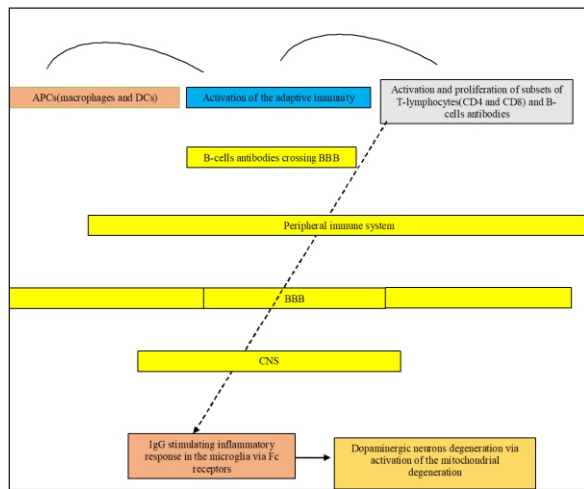 APCs(macrophages and DCs)
Activation of the adaptive immunity
Activation and proliferation of subsets of
T-lymphocytes(CD4 and CD8) and B-
cells antibodies
B-cells antibodies crossing BBB
Peripheral immune system
BBB
CNS
IgG stimulating inflammatory
response in the microglia via Fc
receptors
Dopaminergic neurons degeneration via
activation of the mitochondrial
degeneration